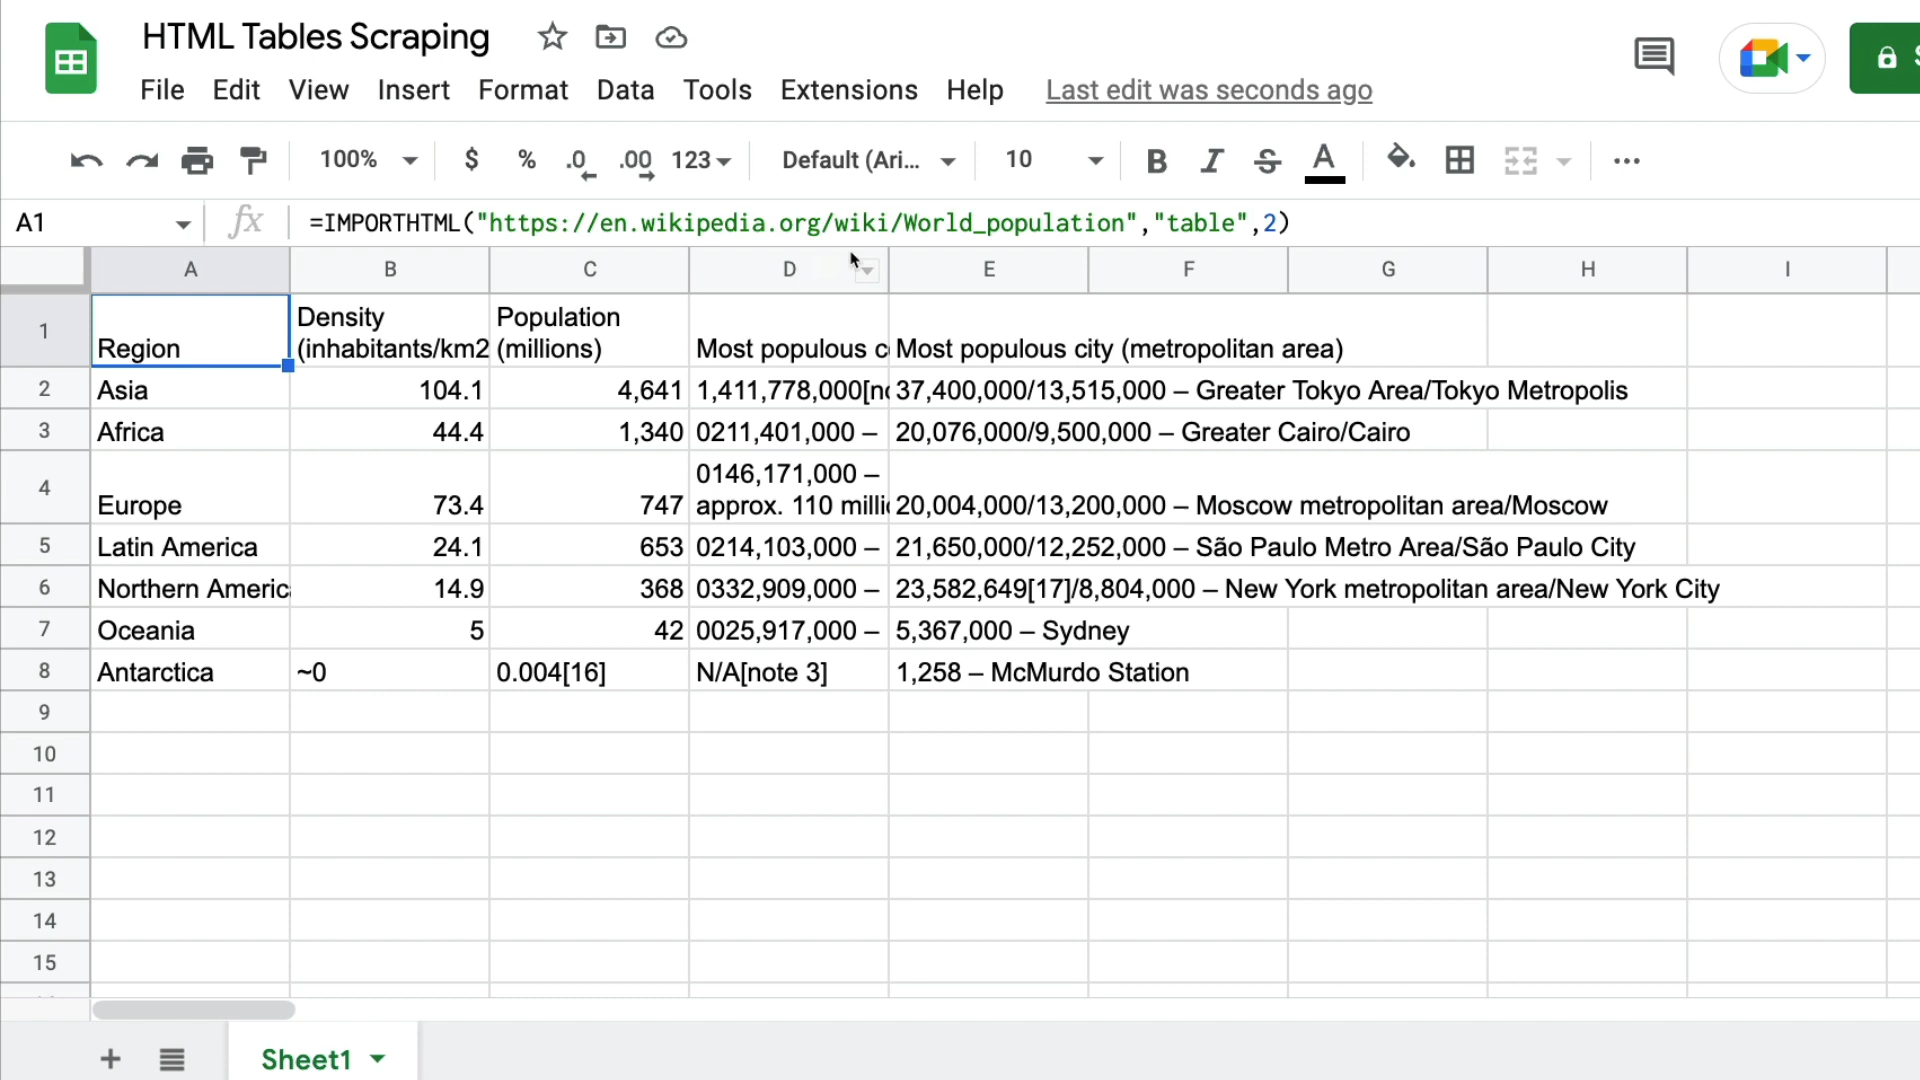 HTML Tables Scraping
File Edit View Insert Format Data Tools Extensions Help Last edit was seconds ago
100% $ % .0 .00 123 Default (Ari... 10 B I S A
A1 fx =IMPORTHTML("https://en.wikipedia.org/wiki/World_population","table",2)
A B C D E F G H I
1 Region Density (inhabitants/km2 Population (millions) Most populous c Most populous city (metropolitan area)
2 Asia 104.1 4,641 1,411,778,000[no 37,400,000/13,515,000 – Greater Tokyo Area/Tokyo Metropolis
3 Africa 44.4 1,340 0211,401,000 – 20,076,000/9,500,000 – Greater Cairo/Cairo
4 Europe 73.4 747 0146,171,000 – approx. 110 milli 20,004,000/13,200,000 – Moscow metropolitan area/Moscow
5 Latin America 24.1 653 0214,103,000 – 21,650,000/12,252,000 – São Paulo Metro Area/São Paulo City
6 Northern Americ 14.9 368 0332,909,000 – 23,582,649[17]/8,804,000 – New York metropolitan area/New York City
7 Oceania 5 42 0025,917,000 – 5,367,000 – Sydney
8 Antarctica ~0 0.004[16] N/A[note 3] 1,258 – McMurdo Station
9
10
11
12
13
14
15
Sheet1